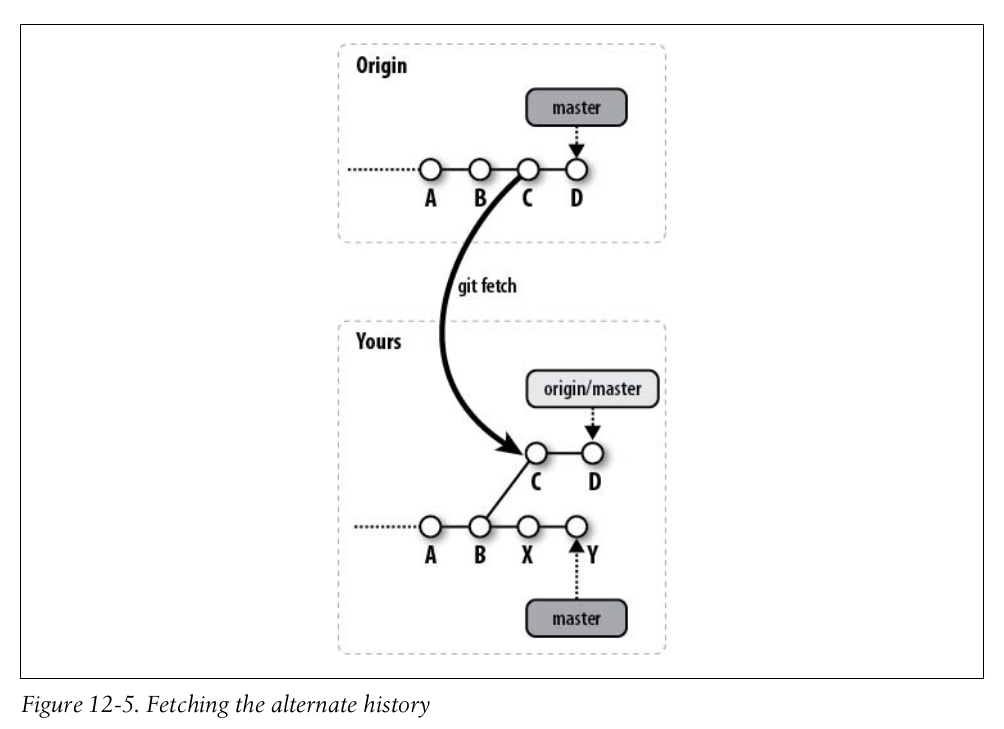 Origin
master
A B C D
git fetch
Yours
origin/master
C D
A B X Y
master
Figure 12-5. Fetching the alternate history